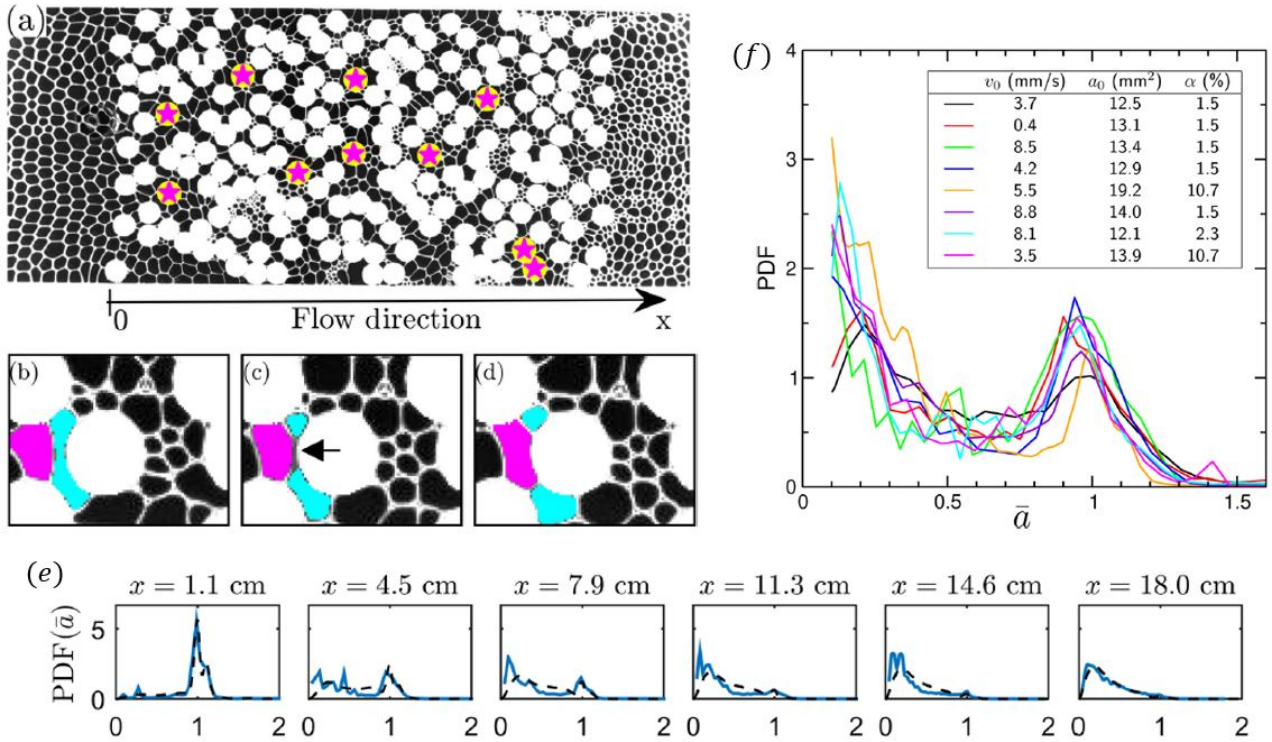 (a)
0 Flow direction x
(b) (c) (d)
(f)
4
3
2
1
0
PDF
0 0.5 1 1.5
a̅
v₀ (mm/s) a₀ (mm²) α (%)
3.7 12.5 1.5
0.4 13.1 1.5
8.5 13.4 1.5
4.2 12.9 1.5
5.5 19.2 10.7
8.8 14.0 1.5
8.1 12.1 2.3
3.5 13.9 10.7
(e)
x = 1.1 cm x = 4.5 cm x = 7.9 cm x = 11.3 cm x = 14.6 cm x = 18.0 cm
PDF(a̅)
5
0
0 1 2 0 1 2 0 1 2 0 1 2 0 1 2 0 1 2